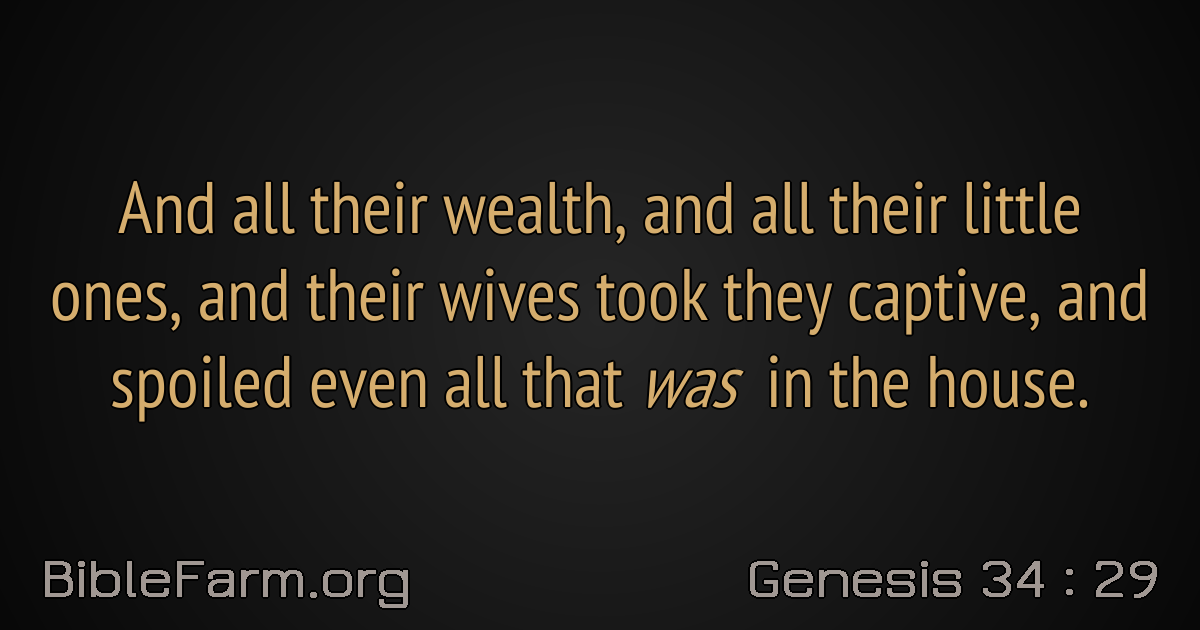 And all their wealth, and all their little
ones, and their wives took they captive, and
spoiled even all that was in the house.
BibleFarm.org
Genesis 34 : 29